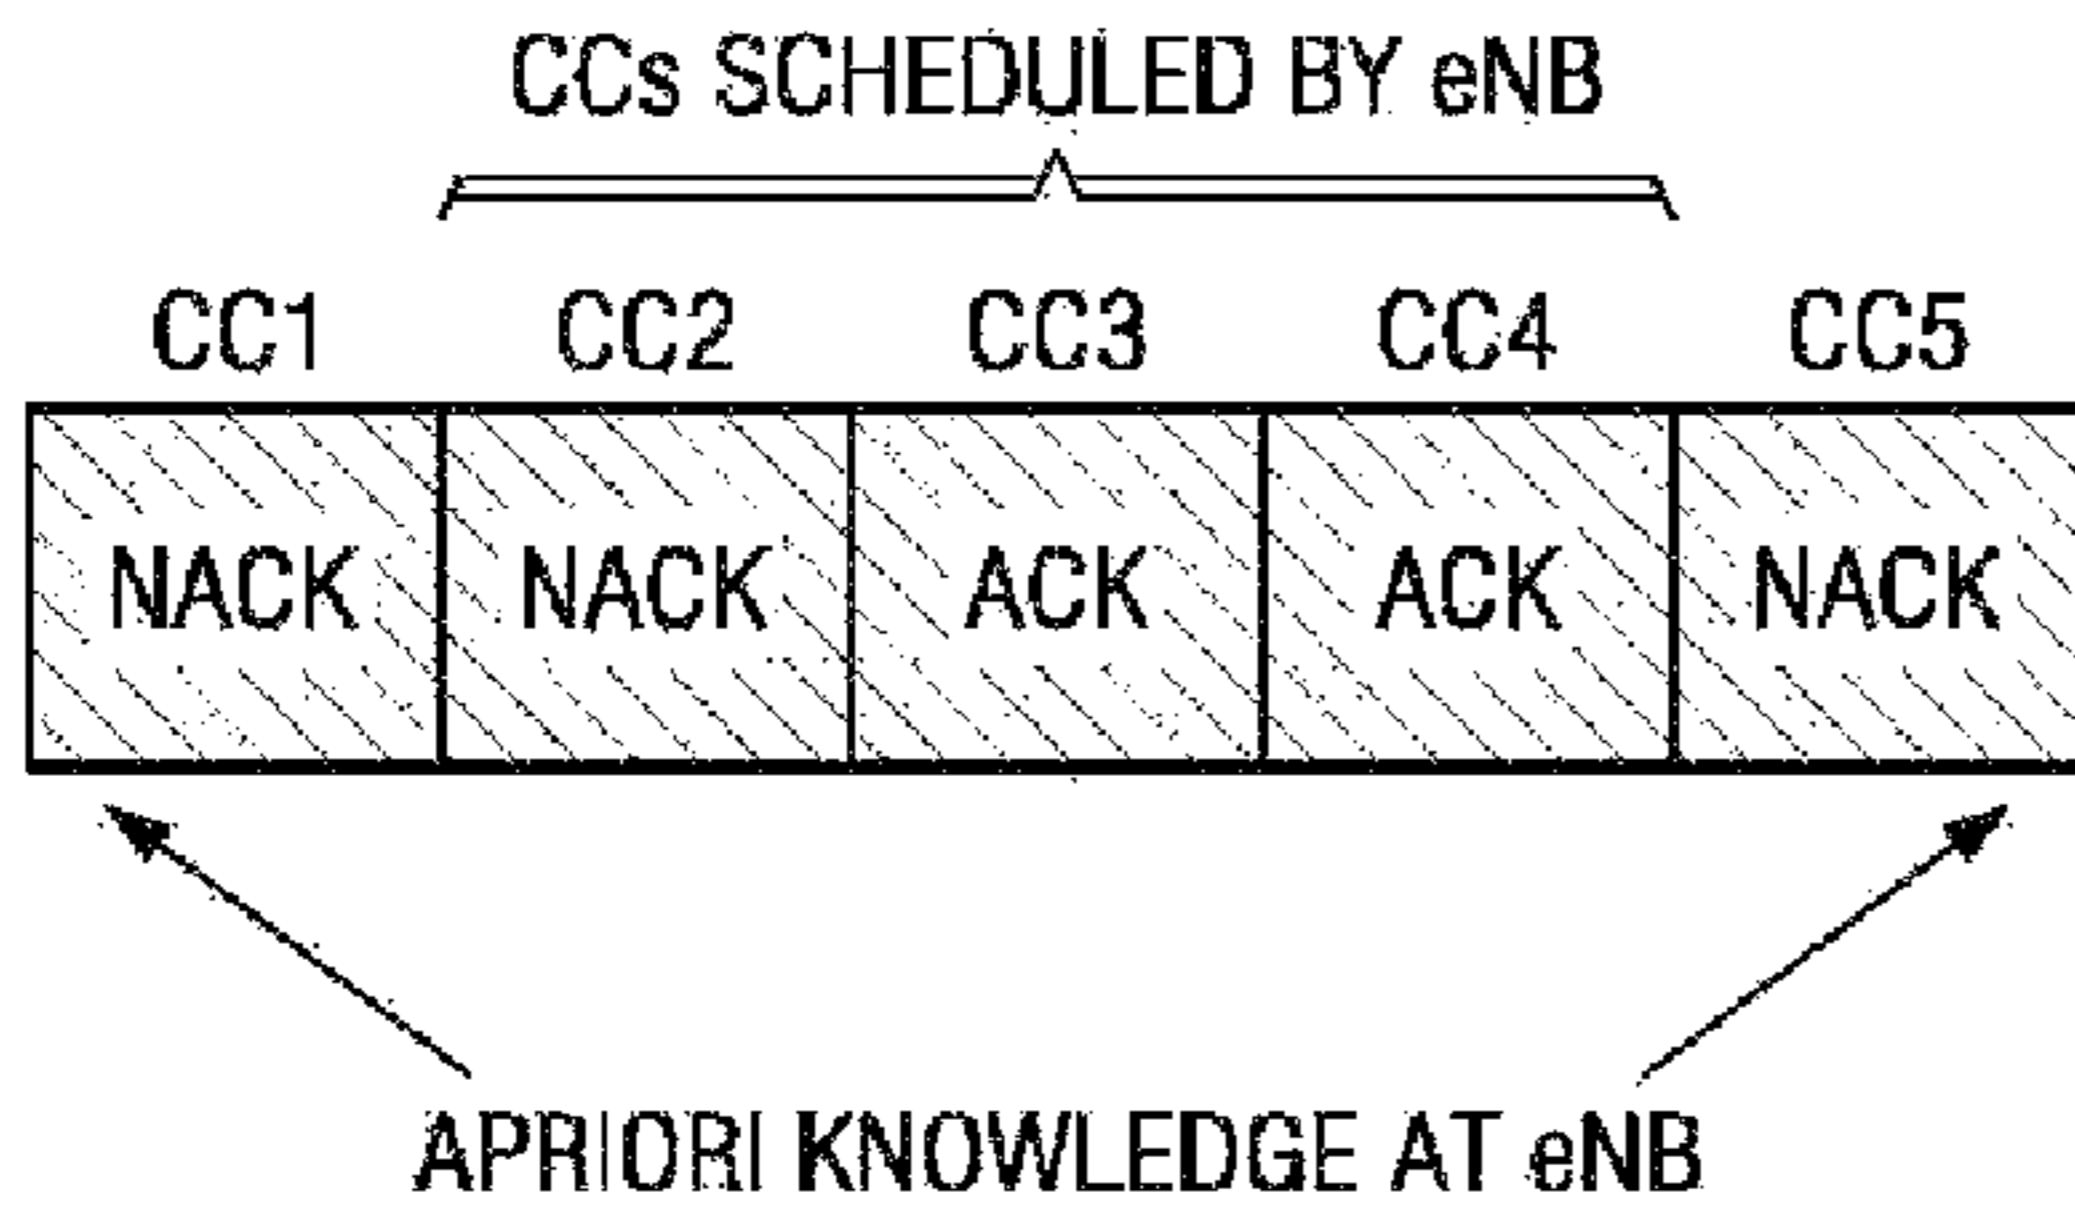 CCs SCHEDULED BY eNB
CC1 CC2 CC3 CC4 CC5
NACK NACK ACK ACK NACK
APRIORI KNOWLEDGE AT eNB